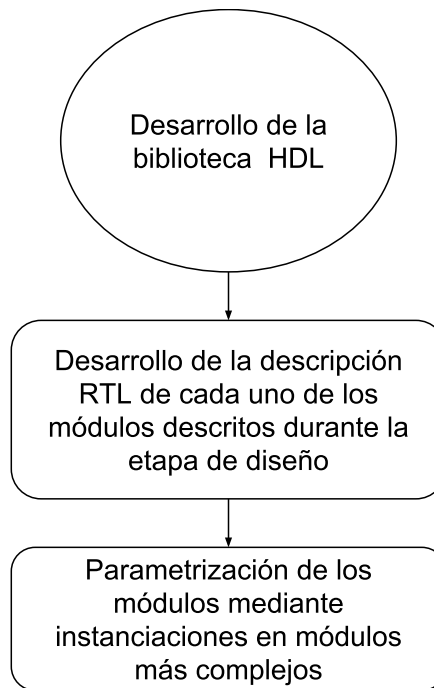 Desarrollo de la
biblioteca HDL
Desarrollo de la descripción
RTL de cada uno de los
módulos descritos durante la
etapa de diseño
Parametrización de los
módulos mediante
instanciaciones en módulos
más complejos